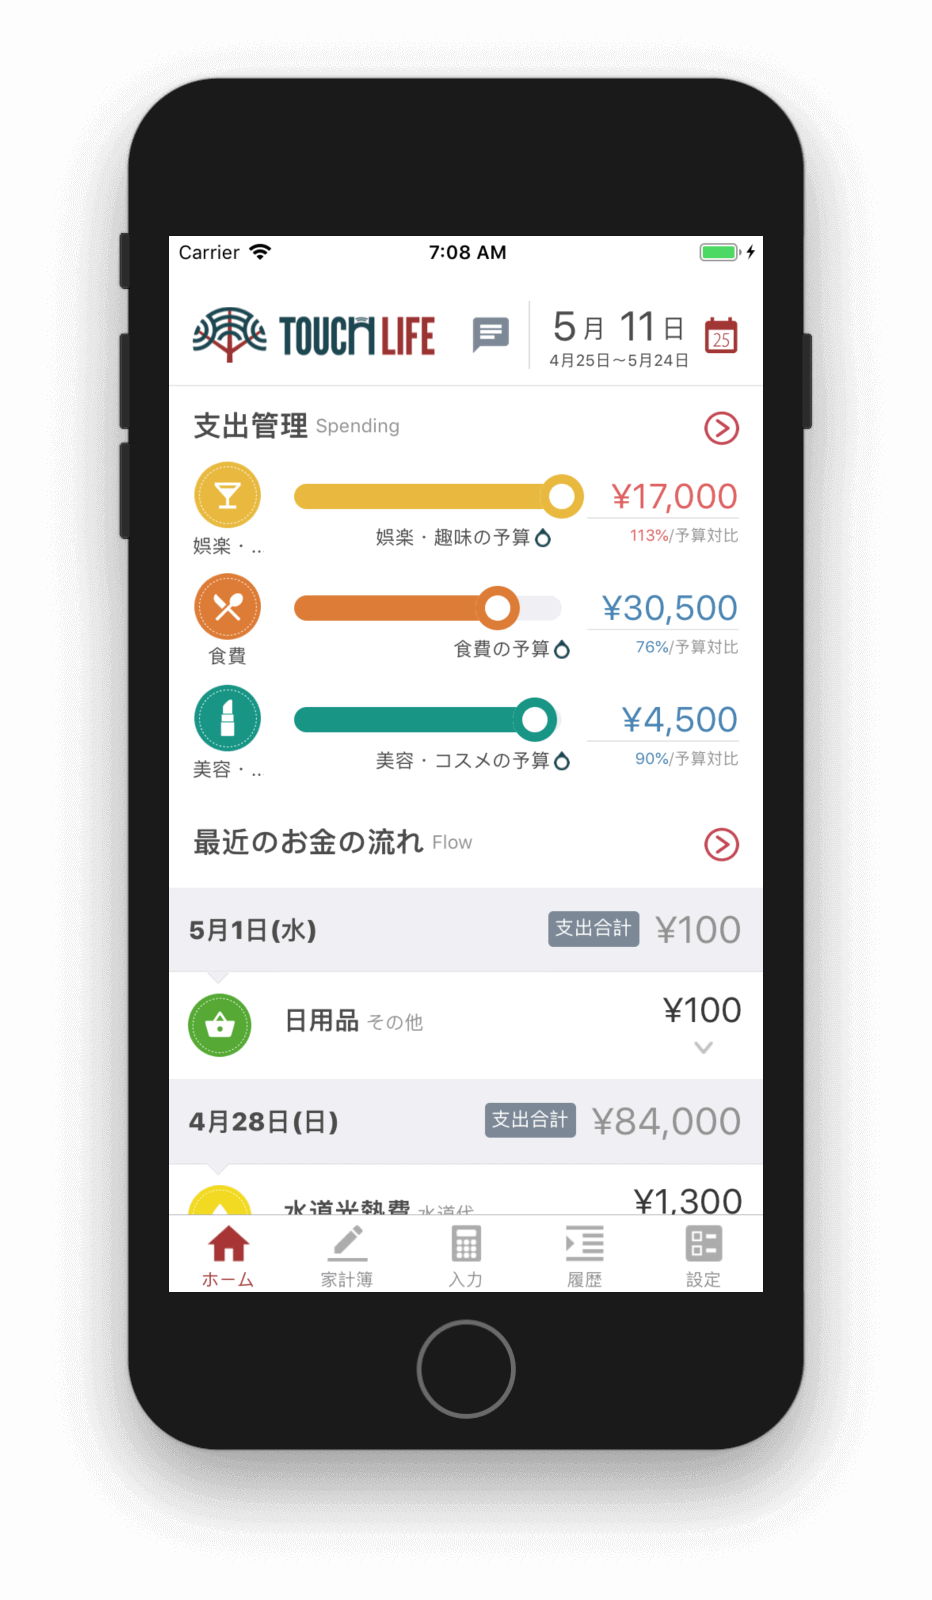 Carrier 7:08 AM
TOUCH LIFE
5月 11日
4月25日～5月24日
25
支出管理 Spending
¥17,000
娯楽・趣味の予算
113%/予算対比
娯楽・..
¥30,500
食費の予算
76%/予算対比
食費
¥4,500
美容・コスメの予算
90%/予算対比
美容・..
最近のお金の流れ Flow
5月1日(水) 支出合計 ¥100
日用品 その他 ¥100
4月28日(日) 支出合計 ¥84,000
水道光熱費 水道代 ¥1,300
ホーム 家計簿 入力 履歴 設定